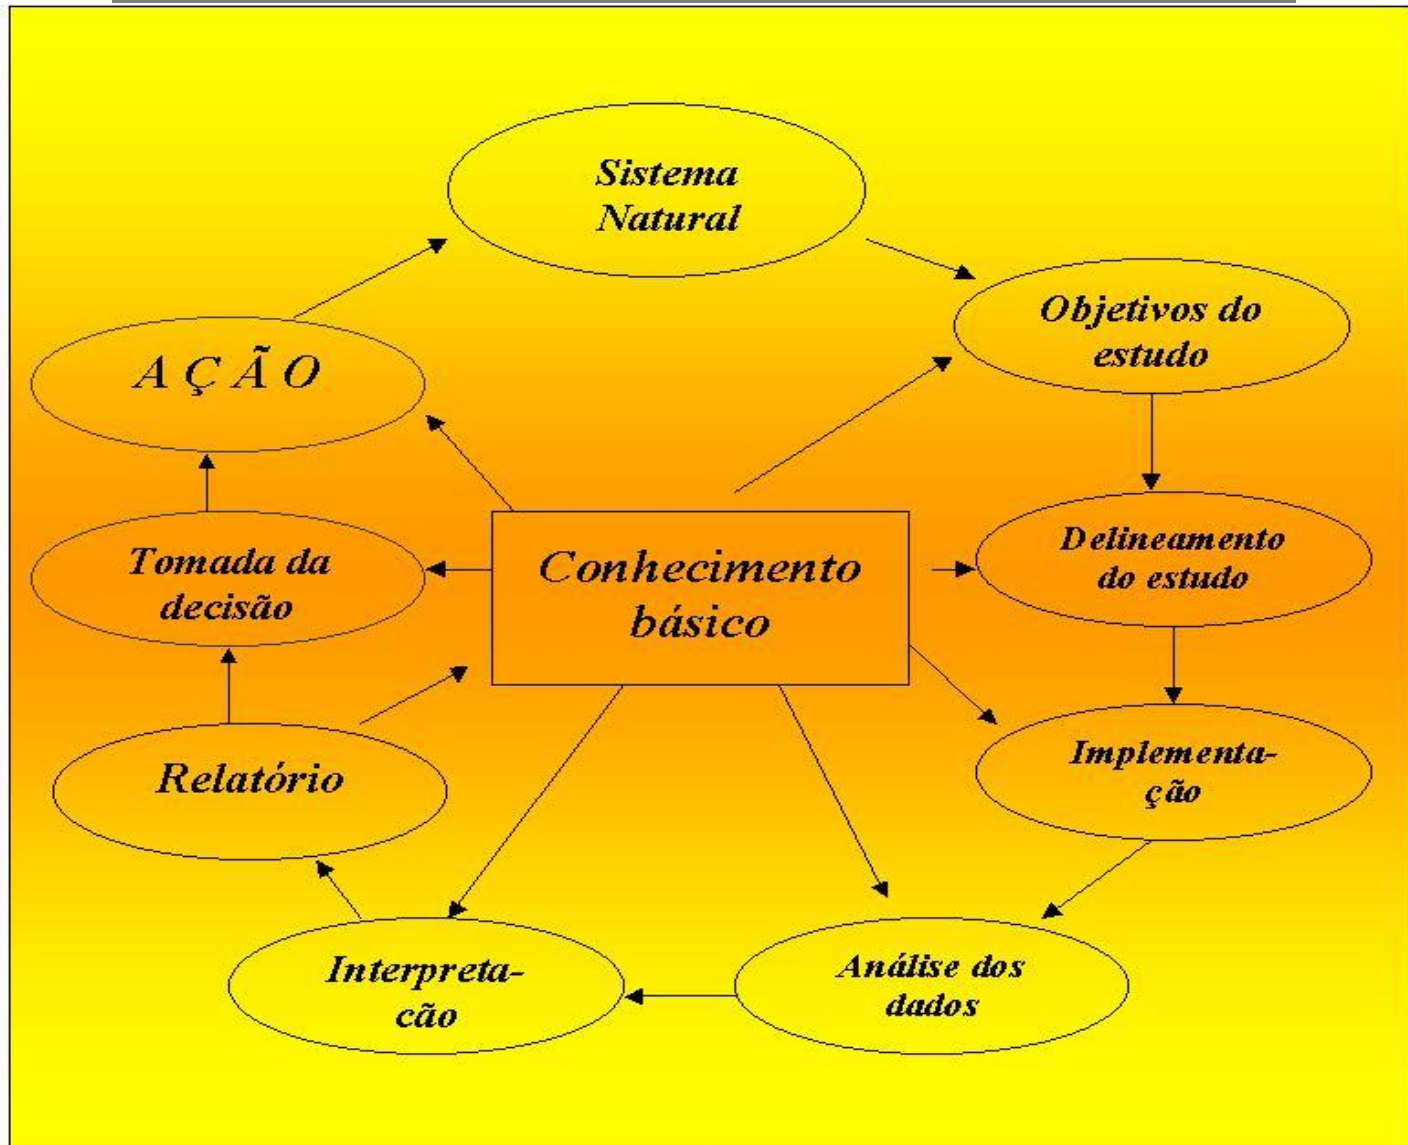 Sistema
Natural
Objetivos do
estudo
A Ç Ã O
Delineamento
do estudo
Conhecimento
básico
Tomada da
decisão
Implementa-
ção
Relatório
Análise dos
dados
Interpreta-
cão